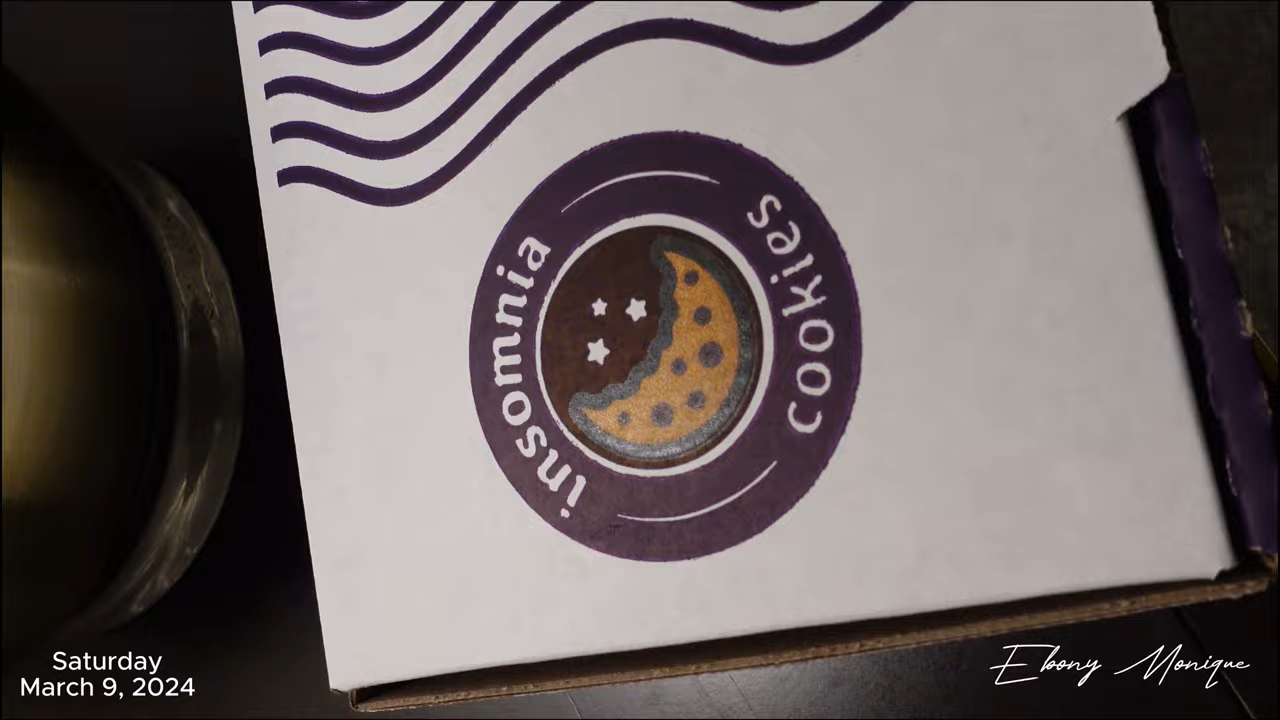 insomnia
cookies
Saturday
March 9, 2024
Ebony Monique